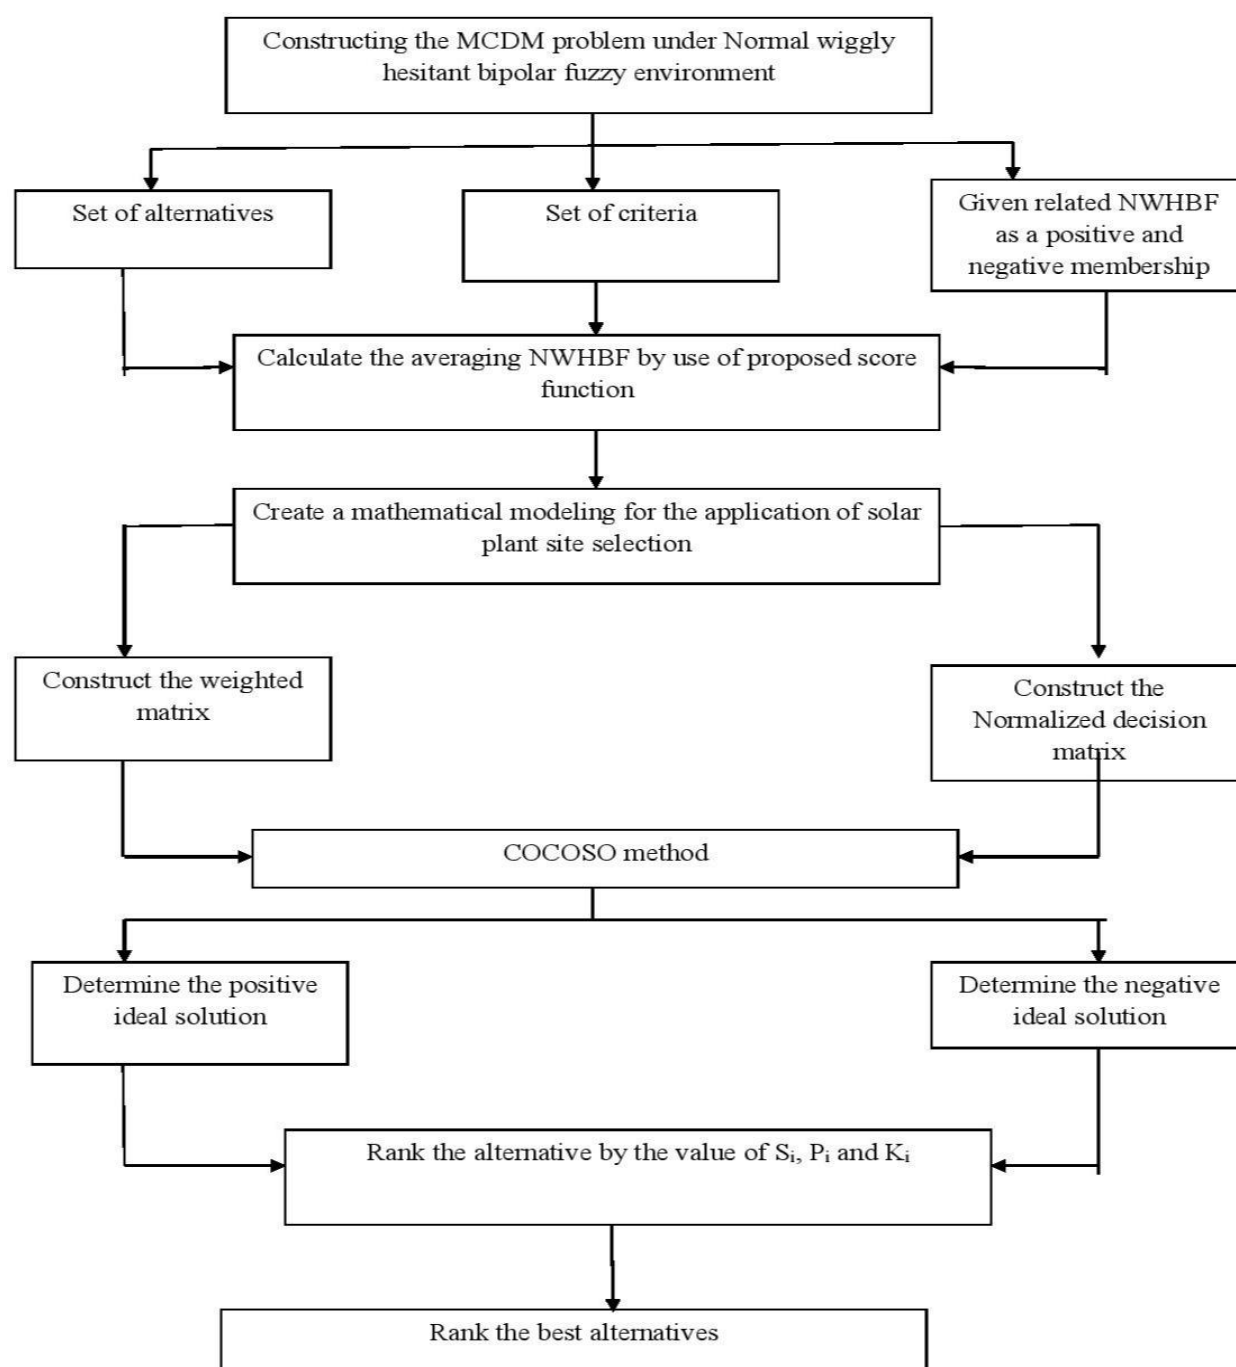 Constructing the MCDM problem under Normal wiggly
hesitant bipolar fuzzy environment
Set of alternatives
Set of criteria
Given related NWHBF
as a positive and
negative membership
Calculate the averaging NWHBF by use of proposed score
function
Create a mathematical modeling for the application of solar
plant site selection
Construct the weighted
matrix
Construct the
Normalized decision
matrix
COCOSO method
Determine the positive
ideal solution
Determine the negative
ideal solution
Rank the alternative by the value of Sᵢ, Pᵢ and Kᵢ
Rank the best alternatives